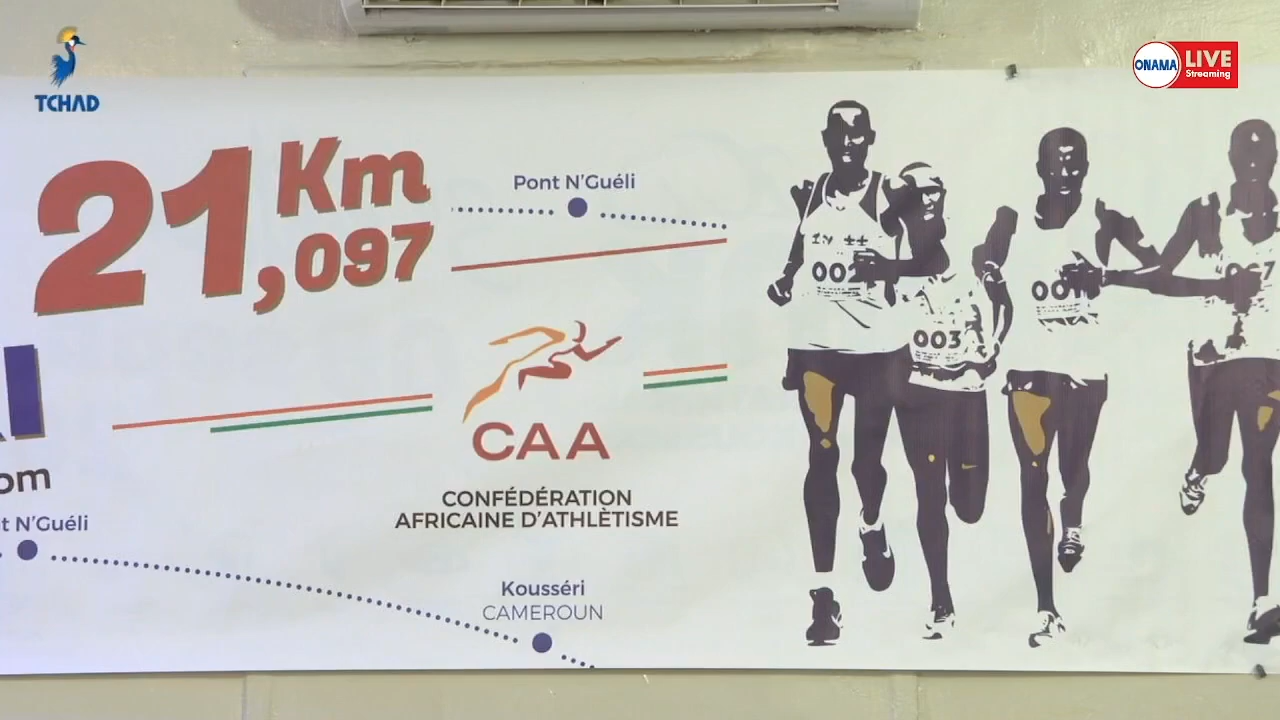 TCHAD
ONAMA LIVE
Streaming
21 Km
,097
Pont N'Guéli
002
003
CAA
CONFÉDÉRATION
AFRICAINE D'ATHLÈTISME
om
t N'Guéli
Kousséri
CAMEROUN